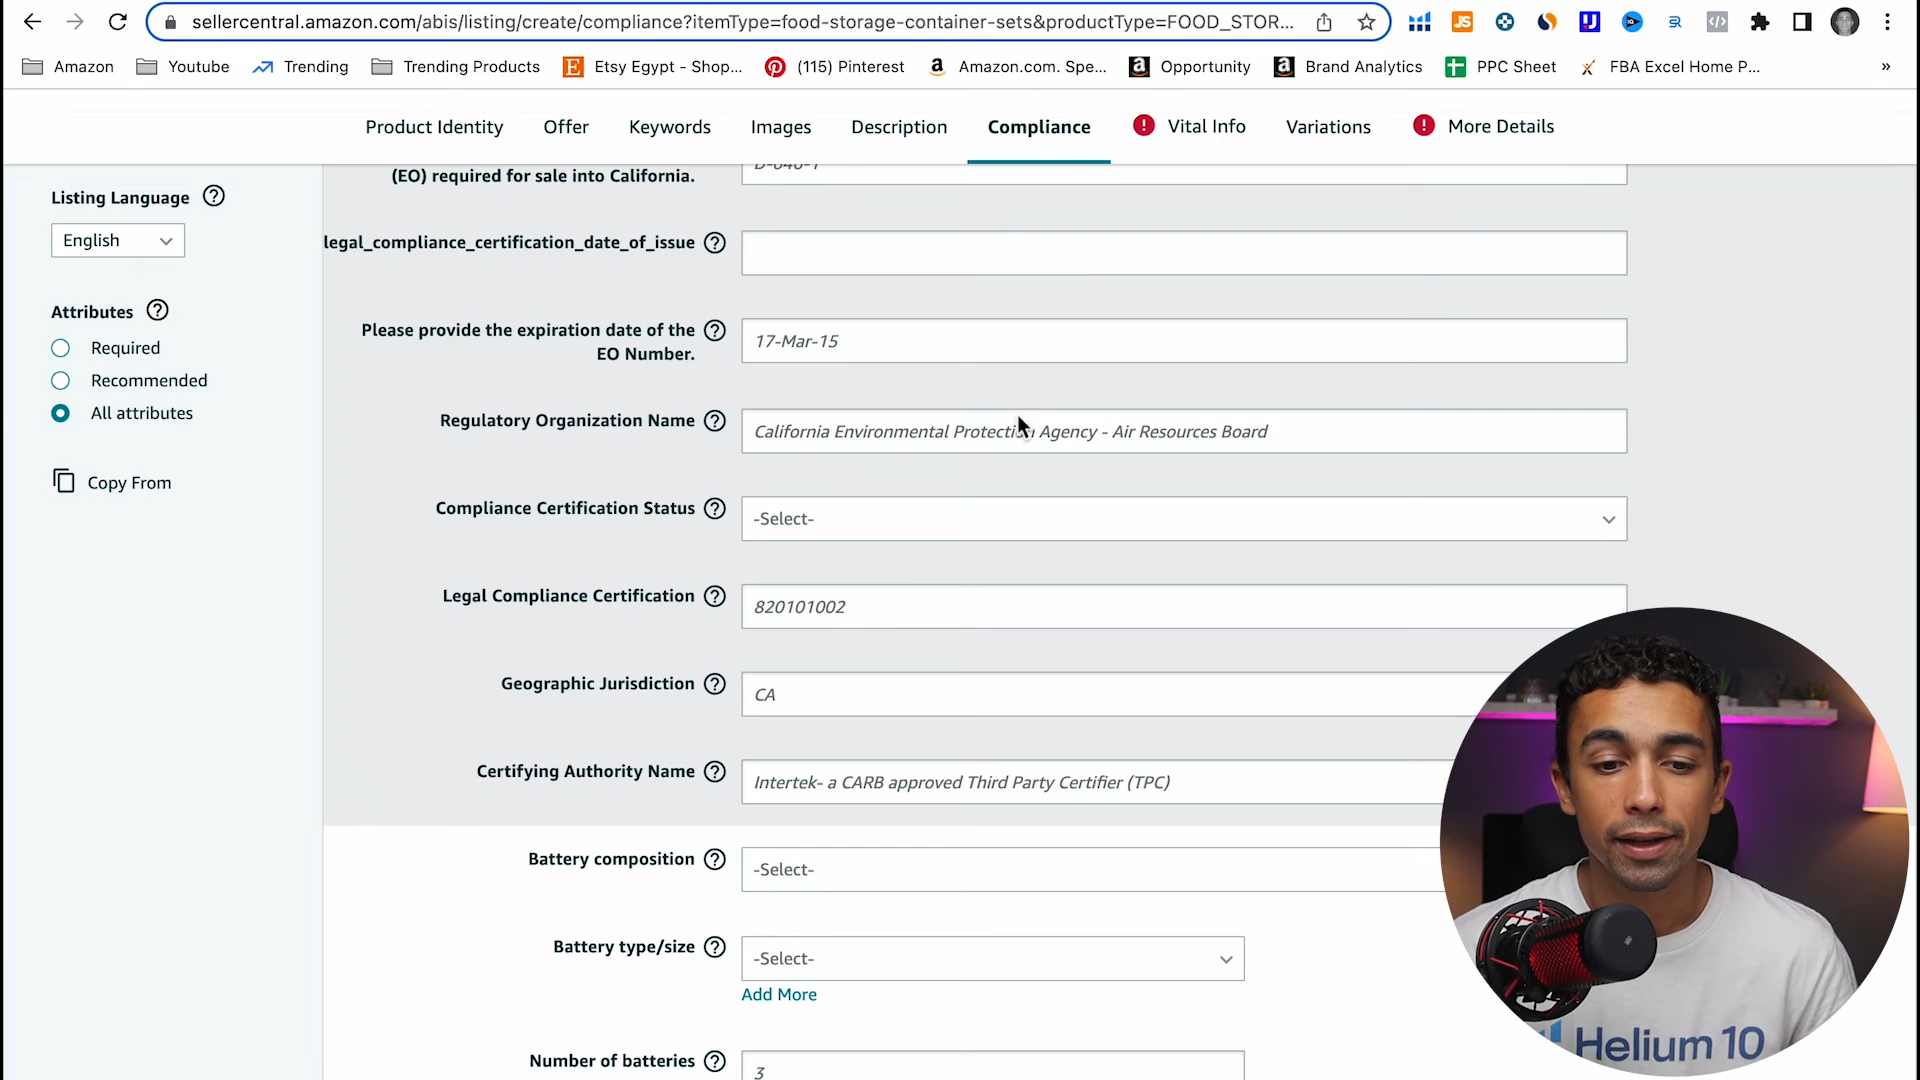 sellercentral.amazon.com/abis/listing/create/compliance?itemType=food-storage-container-sets&productType=FOOD_STOR...
Amazon
Youtube
Trending
Trending Products
Etsy Egypt - Shop...
(115) Pinterest
Amazon.com. Spe...
Opportunity
Brand Analytics
PPC Sheet
FBA Excel Home P...
»
Product Identity
Offer
Keywords
Images
Description
Compliance
Vital Info
Variations
More Details
Listing Language
English
Attributes
Required
Recommended
All attributes
Copy From
(EO) required for sale into California.
legal_compliance_certification_date_of_issue
Please provide the expiration date of the
EO Number.
17-Mar-15
Regulatory Organization Name
California Environmental Protection Agency - Air Resources Board
Compliance Certification Status
-Select-
Legal Compliance Certification
820101002
Geographic Jurisdiction
CA
Certifying Authority Name
Intertek- a CARB approved Third Party Certifier (TPC)
Battery composition
-Select-
Battery type/size
-Select-
Add More
Number of batteries
3
Helium 10